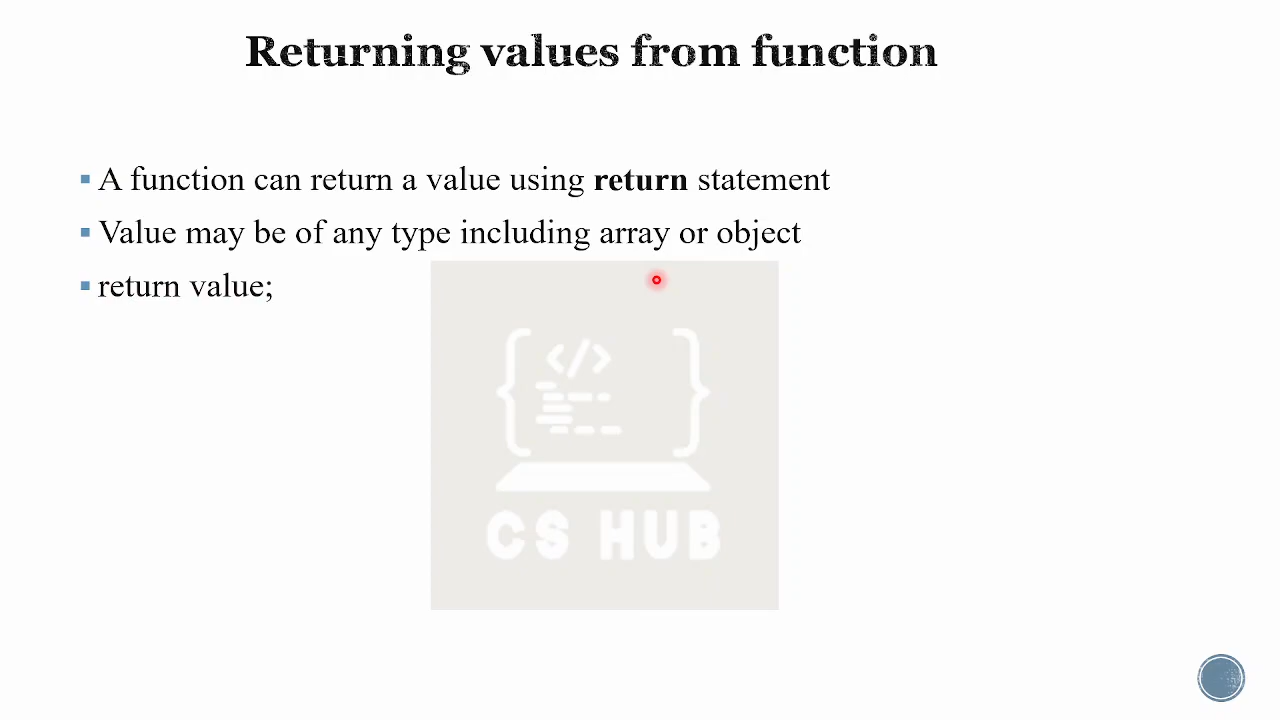 Returning values from function
A function can return a value using return statement
Value may be of any type including array or object
return value;
</>
CS HUB